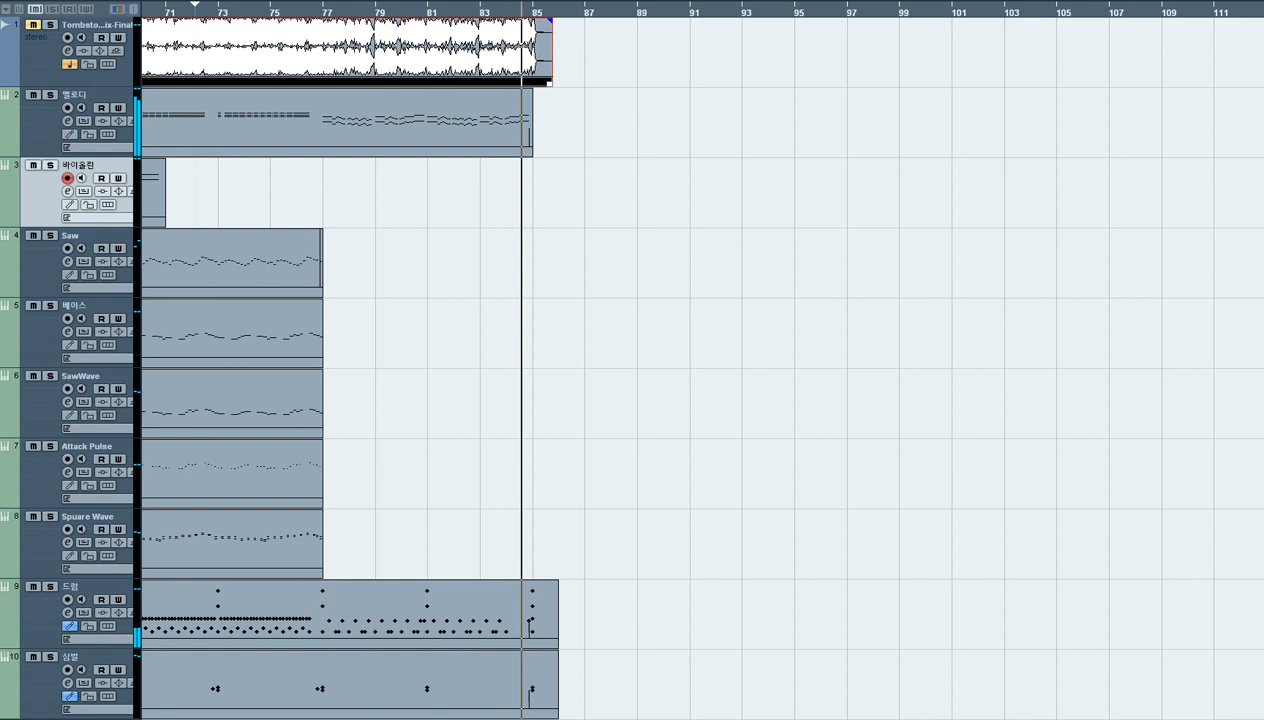 71 73 75 77 79 81 83 85 87 89 91 93 95 97 99 101 103 105 107 109 111
1 m S Tombsto...ix-Final
stereo
R W
e
2 m S 멜로디
R W
e
3 m S 바이올린
R W
e
4 m S Saw
R W
e
5 m S 베이스
R W
e
6 m S SawWave
R W
e
7 m S Attack Pulse
R W
e
8 m S Spuare Wave
R W
e
9 m S 드럼
R W
e
10 m S 심벌
R W
e